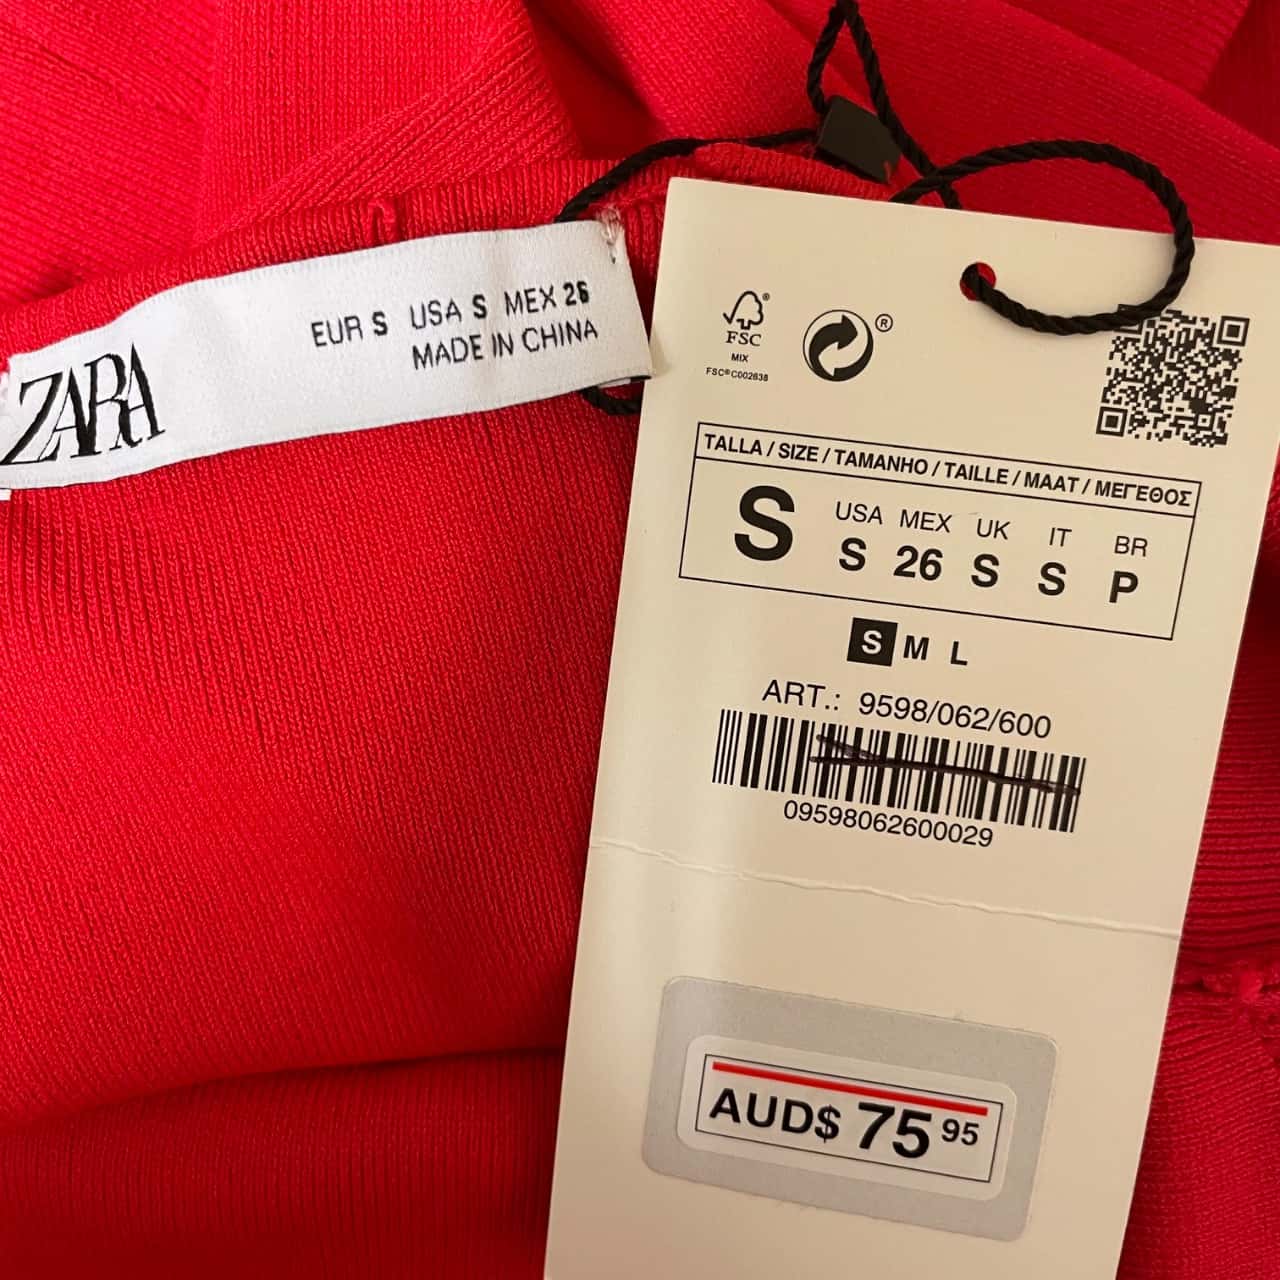 ZARA
EUR S USA S MEX 26
MADE IN CHINA
FSC
MIX
FSC® C002638
®
TALLA / SIZE / TAMANHO / TAILLE / MAAT / ΜΕΓΕΘΟΣ
S
USA MEX UK IT BR
S 26 S S P
S M L
ART.: 9598/062/600
09598062600029
AUD$ 75 95